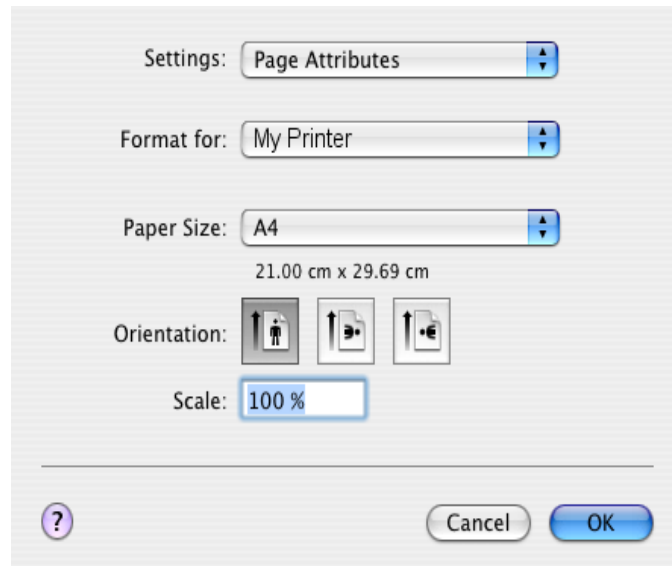 Settings: Page Attributes
Format for: My Printer
Paper Size: A4
21.00 cm x 29.69 cm
Orientation:
Scale: 100 %
? Cancel OK